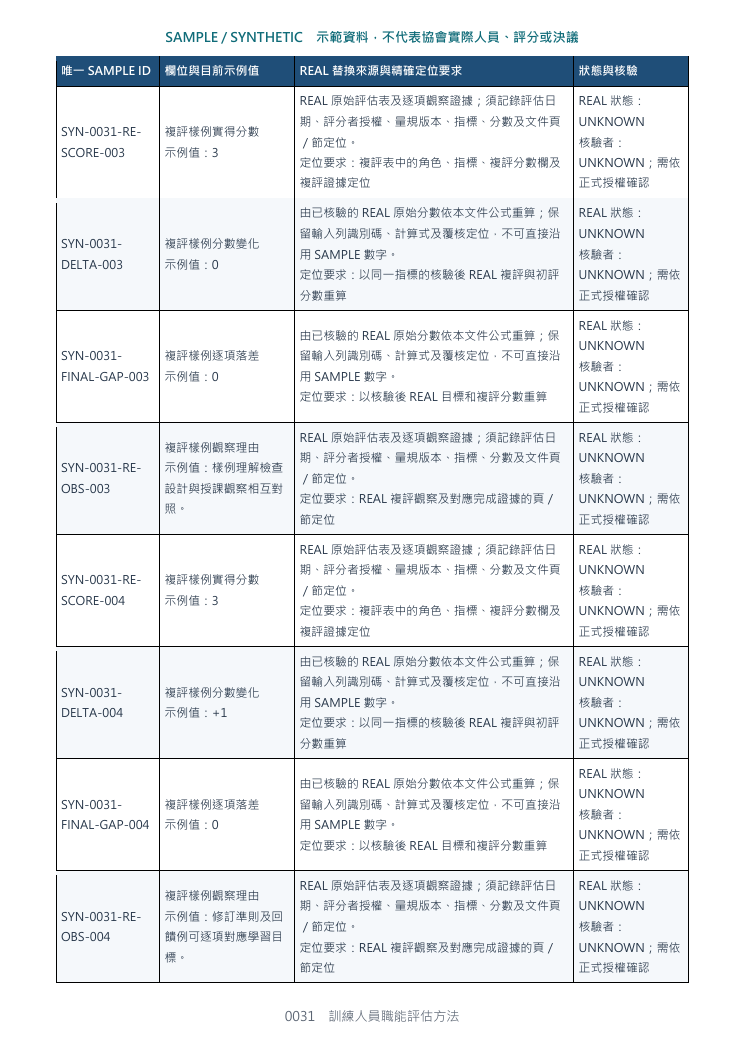 SAMPLE / SYNTHETIC　示範資料，不代表協會實際人員、評分或決議
唯一 SAMPLE ID
欄位與目前示例值
REAL 替換來源與精確定位要求
狀態與核驗
SYN-0031-RE-
SCORE-003
複評樣例實得分數
示例值：3
REAL 原始評估表及逐項觀察證據；須記錄評估日
期、評分者授權、量規版本、指標、分數及文件頁
／節定位。
定位要求：複評表中的角色、指標、複評分數欄及
複評證據定位
REAL 狀態：
UNKNOWN
核驗者：
UNKNOWN；需依
正式授權確認
SYN-0031-
DELTA-003
複評樣例分數變化
示例值：0
由已核驗的 REAL 原始分數依本文件公式重算；保
留輸入列識別碼、計算式及覆核定位，不可直接沿
用 SAMPLE 數字。
定位要求：以同一指標的核驗後 REAL 複評與初評
分數重算
REAL 狀態：
UNKNOWN
核驗者：
UNKNOWN；需依
正式授權確認
SYN-0031-
FINAL-GAP-003
複評樣例逐項落差
示例值：0
由已核驗的 REAL 原始分數依本文件公式重算；保
留輸入列識別碼、計算式及覆核定位，不可直接沿
用 SAMPLE 數字。
定位要求：以核驗後 REAL 目標和複評分數重算
REAL 狀態：
UNKNOWN
核驗者：
UNKNOWN；需依
正式授權確認
SYN-0031-RE-
OBS-003
複評樣例觀察理由
示例值：樣例理解檢查
設計與授課觀察相互對
照。
REAL 原始評估表及逐項觀察證據；須記錄評估日
期、評分者授權、量規版本、指標、分數及文件頁
／節定位。
定位要求：REAL 複評觀察及對應完成證據的頁／
節定位
REAL 狀態：
UNKNOWN
核驗者：
UNKNOWN；需依
正式授權確認
SYN-0031-RE-
SCORE-004
複評樣例實得分數
示例值：3
REAL 原始評估表及逐項觀察證據；須記錄評估日
期、評分者授權、量規版本、指標、分數及文件頁
／節定位。
定位要求：複評表中的角色、指標、複評分數欄及
複評證據定位
REAL 狀態：
UNKNOWN
核驗者：
UNKNOWN；需依
正式授權確認
SYN-0031-
DELTA-004
複評樣例分數變化
示例值：+1
由已核驗的 REAL 原始分數依本文件公式重算；保
留輸入列識別碼、計算式及覆核定位，不可直接沿
用 SAMPLE 數字。
定位要求：以同一指標的核驗後 REAL 複評與初評
分數重算
REAL 狀態：
UNKNOWN
核驗者：
UNKNOWN；需依
正式授權確認
SYN-0031-
FINAL-GAP-004
複評樣例逐項落差
示例值：0
由已核驗的 REAL 原始分數依本文件公式重算；保
留輸入列識別碼、計算式及覆核定位，不可直接沿
用 SAMPLE 數字。
定位要求：以核驗後 REAL 目標和複評分數重算
REAL 狀態：
UNKNOWN
核驗者：
UNKNOWN；需依
正式授權確認
SYN-0031-RE-
OBS-004
複評樣例觀察理由
示例值：修訂準則及回
饋例可逐項對應學習目
標。
REAL 原始評估表及逐項觀察證據；須記錄評估日
期、評分者授權、量規版本、指標、分數及文件頁
／節定位。
定位要求：REAL 複評觀察及對應完成證據的頁／
節定位
REAL 狀態：
UNKNOWN
核驗者：
UNKNOWN；需依
正式授權確認
0031　訓練人員職能評估方法